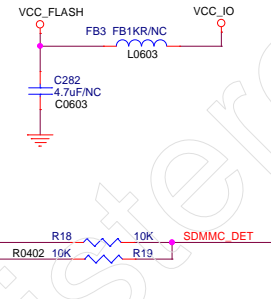 VCC_FLASH
VCC_IO
FB3 FB1KR/NC
L0603
C282
4.7uF/NC
C0603
R18 10K SDMMC_DET
R0402 10K R19